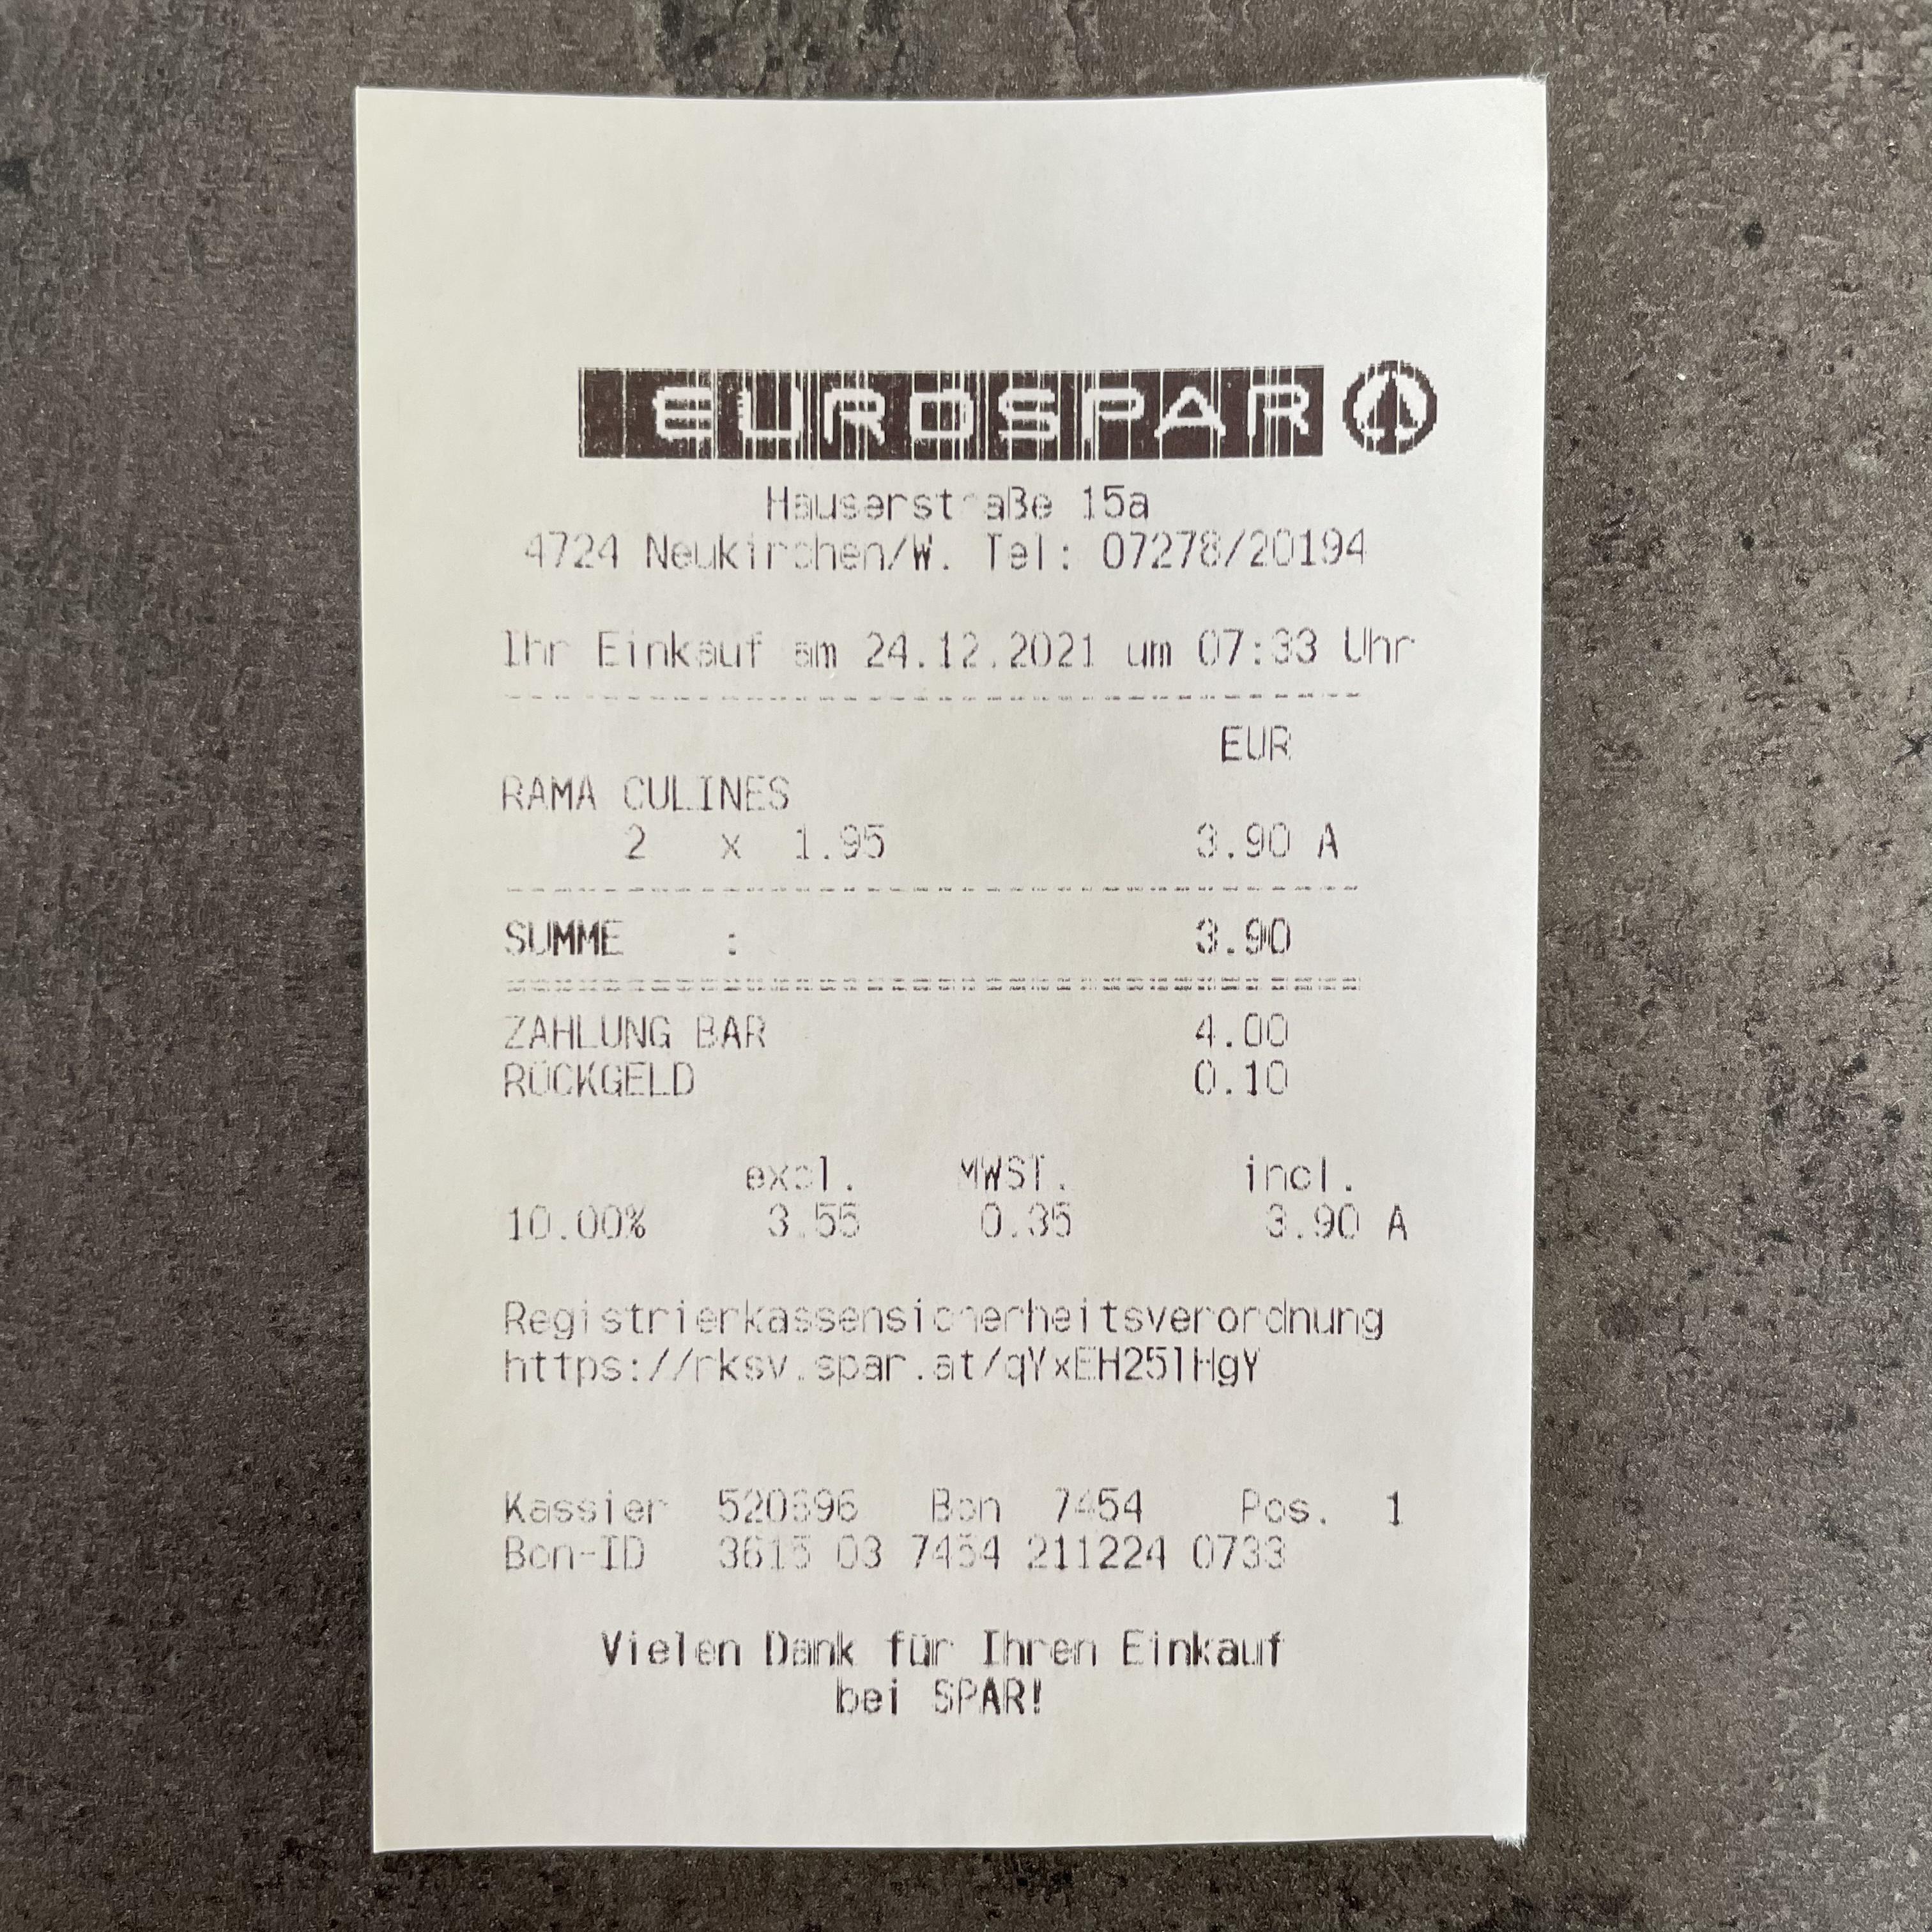 EUROSPAR
Hauserstraße 15a
4724 Neukirchen/W. Tel: 07278/20194
Ihr Einkauf am 24.12.2021 um 07:33 Uhr
EUR
RAMA CULINES
2 x 1.95 3.90 A
SUMME : 3.90
ZAHLUNG BAR 4.00
RÜCKGELD 0.10
excl. MWST. incl.
10.00% 3.55 0.35 3.90 A
Registrierkassensicherheitsverordnung
https://rksv.spar.at/qYxEH25lHgY
Kassier 520696 Bon 7454 Pos. 1
Bon-ID 3615 03 7454 211224 0733
Vielen Dank für Ihren Einkauf
bei SPAR!